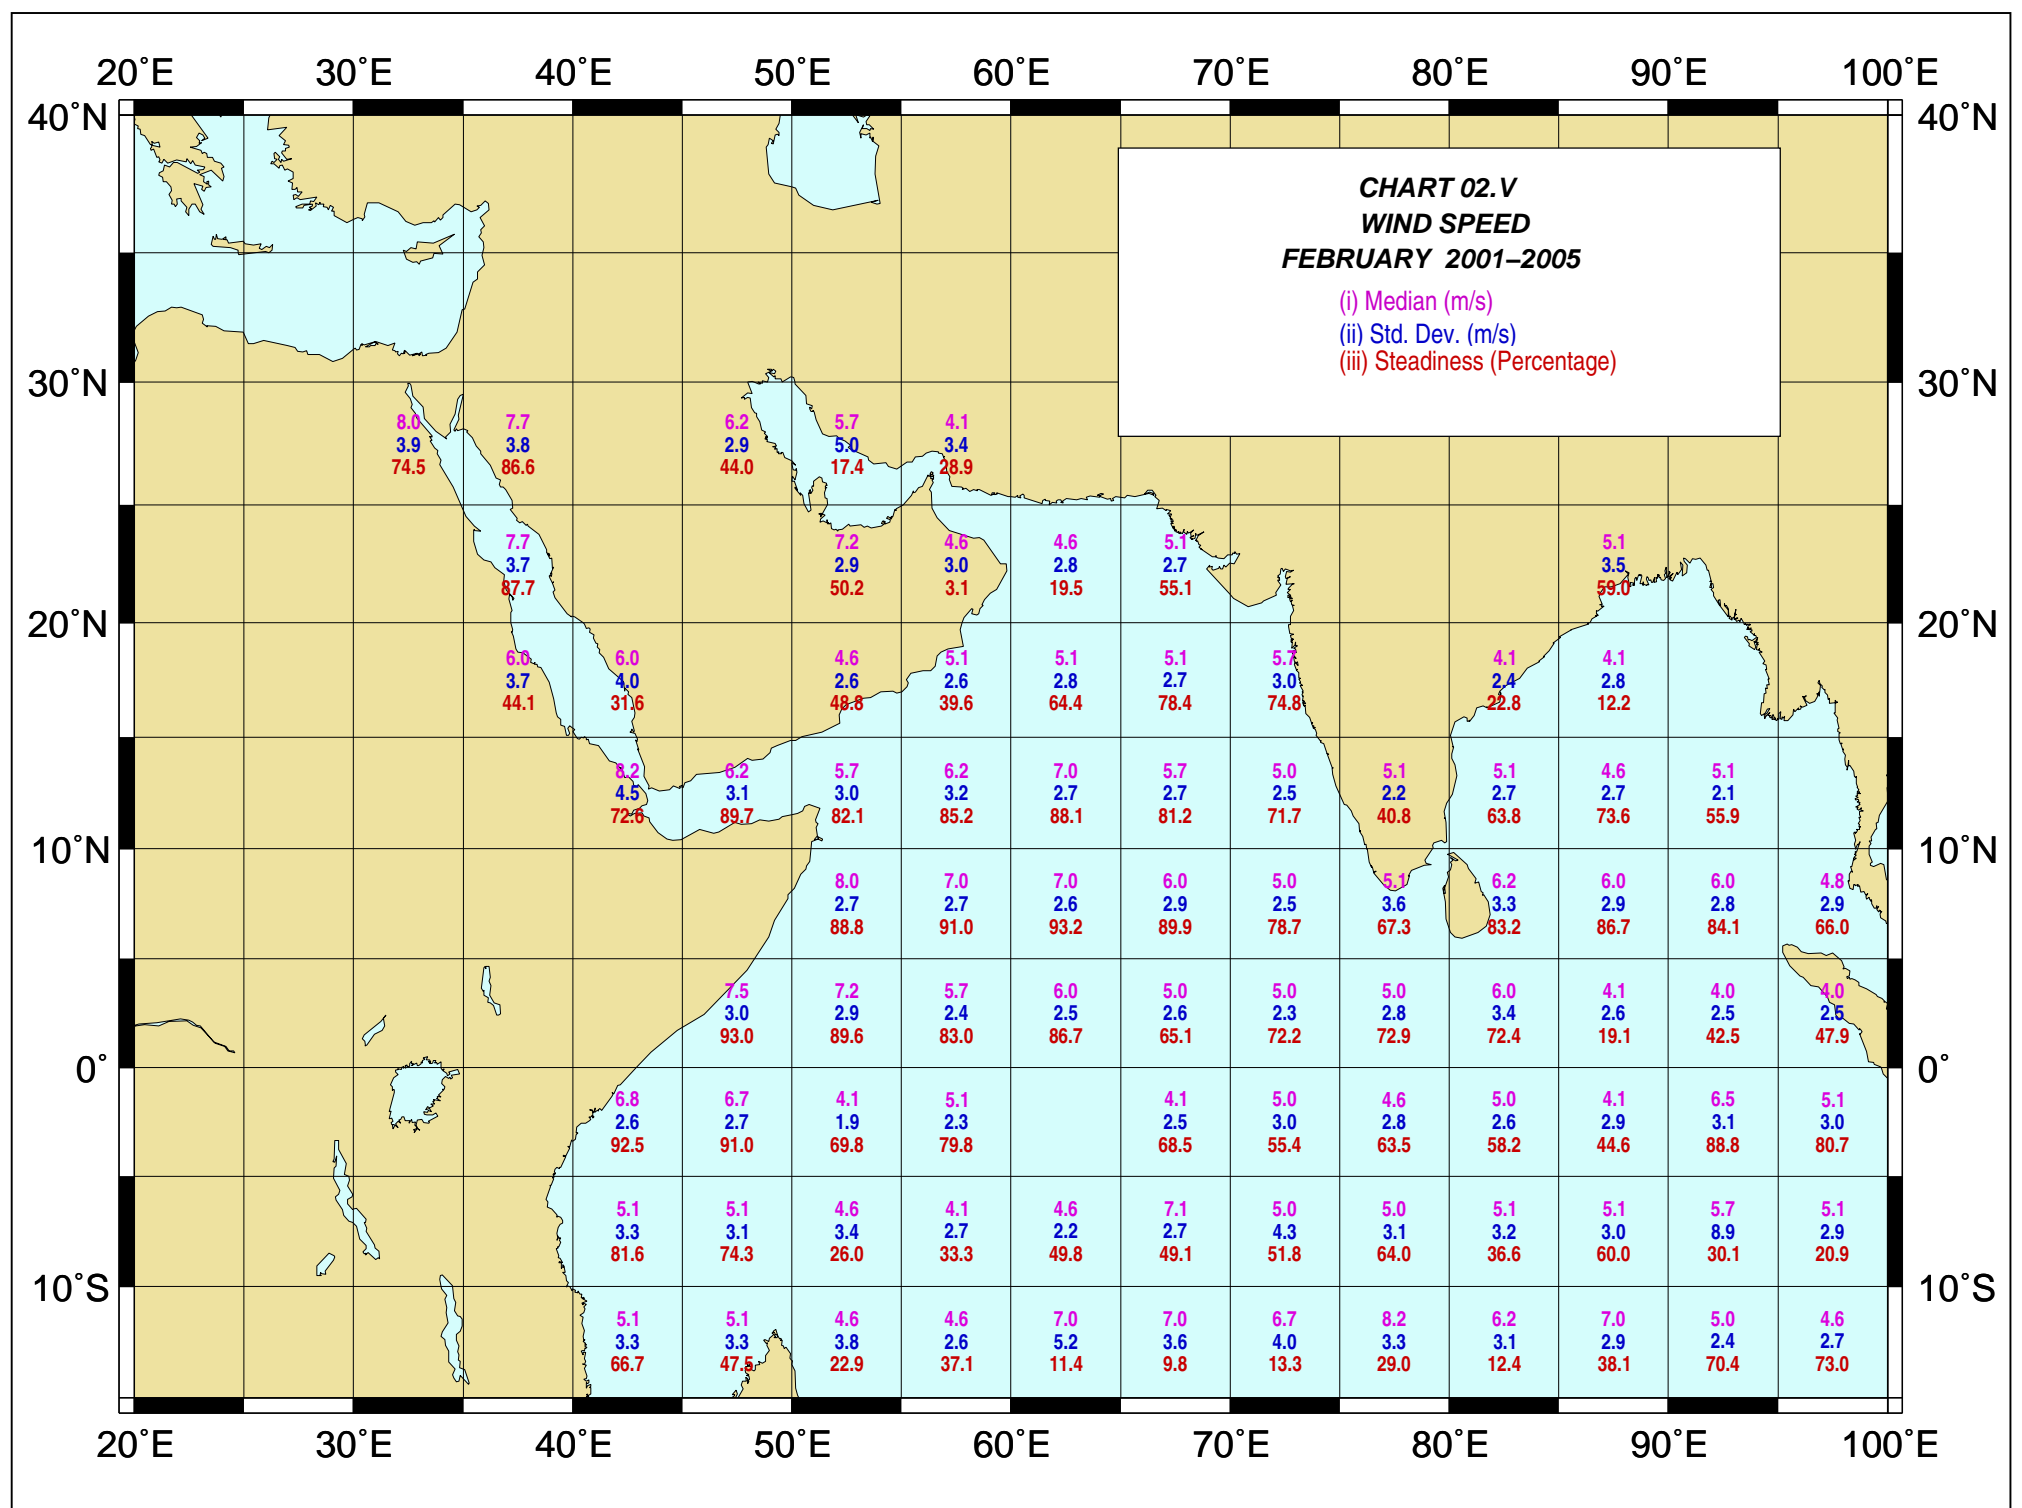 20˚E 30˚E 40˚E 50˚E 60˚E 70˚E 80˚E 90˚E 100˚E
40˚N 40˚N
CHART 02.V
WIND SPEED
FEBRUARY 2001–2005
(i) Median (m/s)
(ii) Std. Dev. (m/s)
(iii) Steadiness (Percentage)
30˚N 30˚N
8.0 7.7 6.2 5.7 4.1
3.9 3.8 2.9 5.0 3.4
74.5 86.6 44.0 17.4 28.9
7.7 7.2 4.6 4.6 5.1 5.1
3.7 2.9 3.0 2.8 2.7 3.5
87.7 50.2 3.1 19.5 55.1 59.0
20˚N 20˚N
6.0 6.0 4.6 5.1 5.1 5.1 5.7 4.1 4.1
3.7 4.0 2.6 2.6 2.8 2.7 3.0 2.4 2.8
44.1 31.6 48.8 39.6 64.4 78.4 74.8 22.8 12.2
8.2 6.2 5.7 6.2 7.0 5.7 5.0 5.1 5.1 4.6 5.1
4.5 3.1 3.0 3.2 2.7 2.7 2.5 2.2 2.7 2.7 2.1
72.6 89.7 82.1 85.2 88.1 81.2 71.7 40.8 63.8 73.6 55.9
10˚N 10˚N
8.0 7.0 7.0 6.0 5.0 5.1 6.2 6.0 6.0 4.8
2.7 2.7 2.6 2.9 2.5 3.6 3.3 2.9 2.8 2.9
88.8 91.0 93.2 89.9 78.7 67.3 83.2 86.7 84.1 66.0
7.5 7.2 5.7 6.0 5.0 5.0 5.0 6.0 4.1 4.0 4.0
3.0 2.9 2.4 2.5 2.6 2.3 2.8 3.4 2.6 2.5 2.5
93.0 89.6 83.0 86.7 65.1 72.2 72.9 72.4 19.1 42.5 47.9
0˚ 0˚
6.8 6.7 4.1 5.1 4.1 5.0 4.6 5.0 4.1 6.5 5.1
2.6 2.7 1.9 2.3 2.5 3.0 2.8 2.6 2.9 3.1 3.0
92.5 91.0 69.8 79.8 68.5 55.4 63.5 58.2 44.6 88.8 80.7
5.1 5.1 4.6 4.1 4.6 7.1 5.0 5.0 5.1 5.1 5.7 5.1
3.3 3.1 3.4 2.7 2.2 2.7 4.3 3.1 3.2 3.0 8.9 2.9
81.6 74.3 26.0 33.3 49.8 49.1 51.8 64.0 36.6 60.0 30.1 20.9
10˚S 10˚S
5.1 5.1 4.6 4.6 7.0 7.0 6.7 8.2 6.2 7.0 5.0 4.6
3.3 3.3 3.8 2.6 5.2 3.6 4.0 3.3 3.1 2.9 2.4 2.7
66.7 47.5 22.9 37.1 11.4 9.8 13.3 29.0 12.4 38.1 70.4 73.0
20˚E 30˚E 40˚E 50˚E 60˚E 70˚E 80˚E 90˚E 100˚E